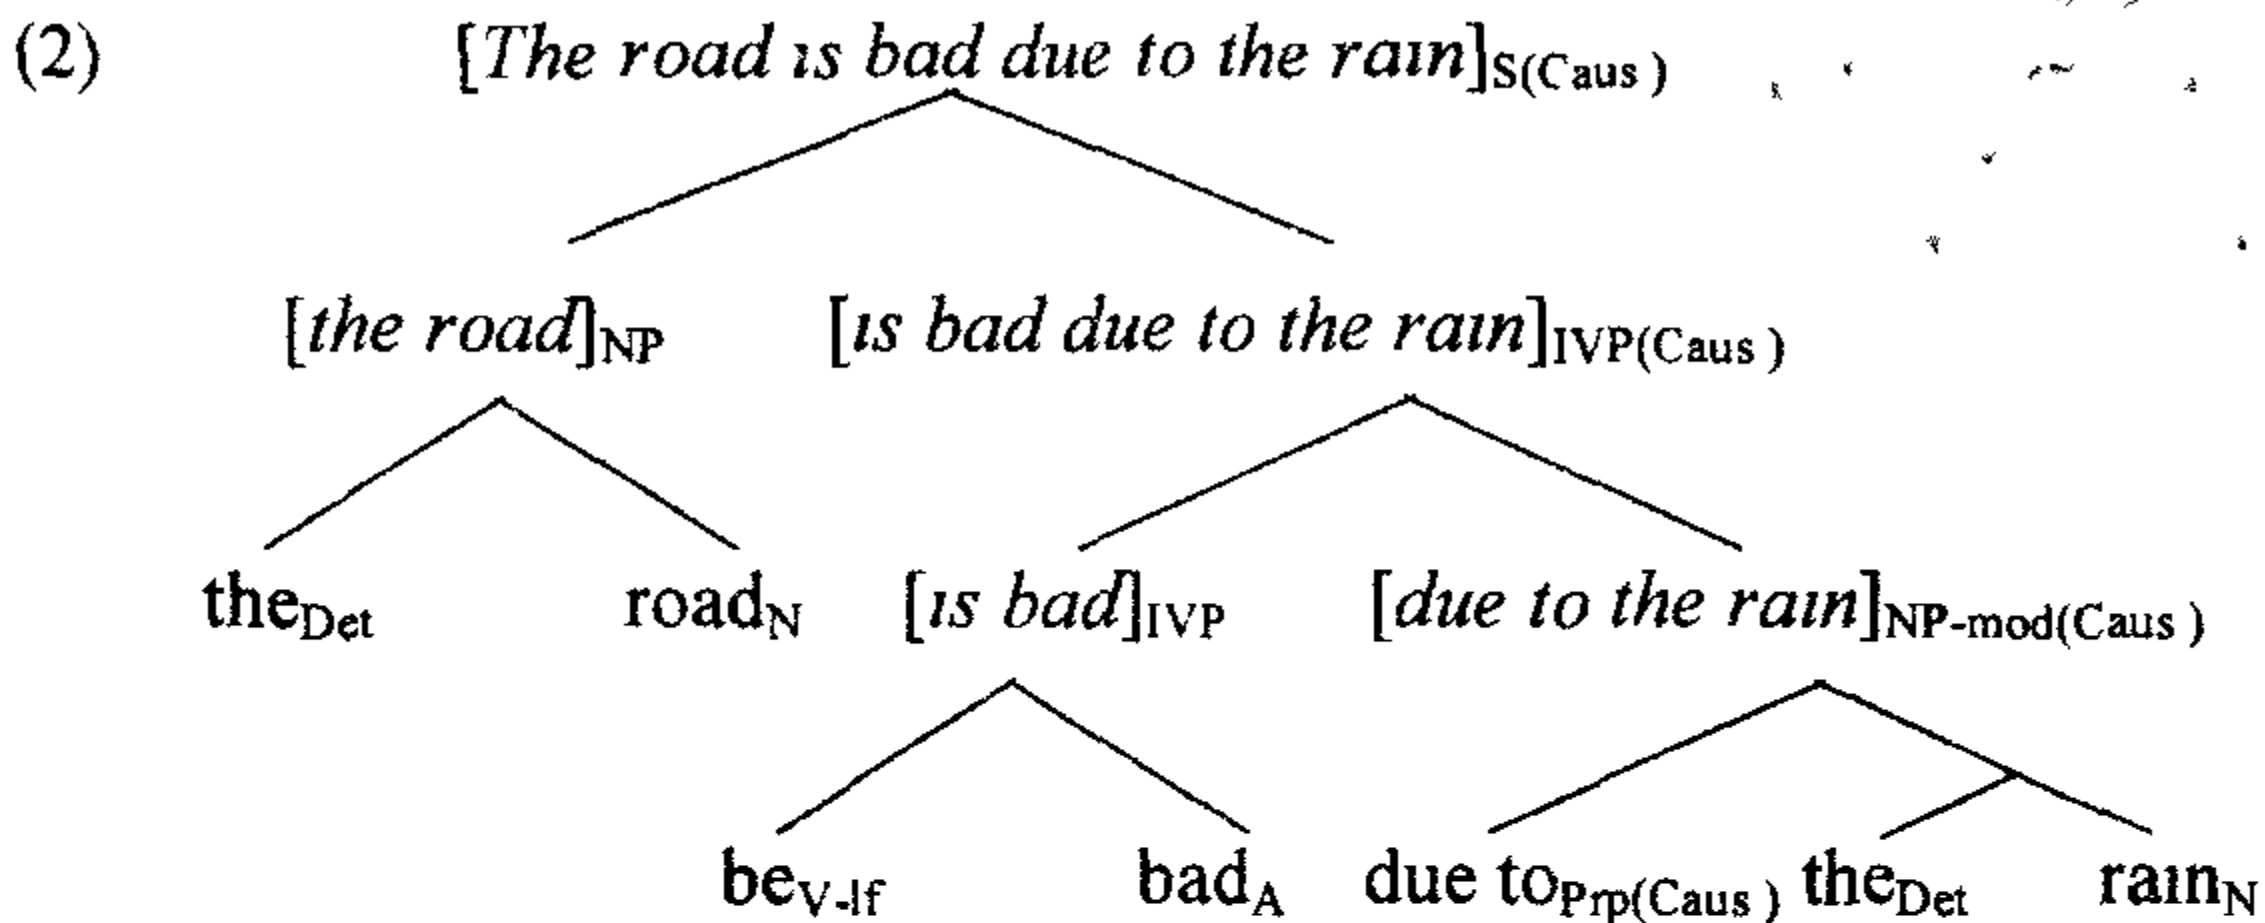 (2) [The road is bad due to the rain]S(Caus )
[the road]NP [is bad due to the rain]IVP(Caus )
theDet roadN [is bad]IVP [due to the rain]NP-mod(Caus )
beV-lf badA due toPrp(Caus ) theDet rainN